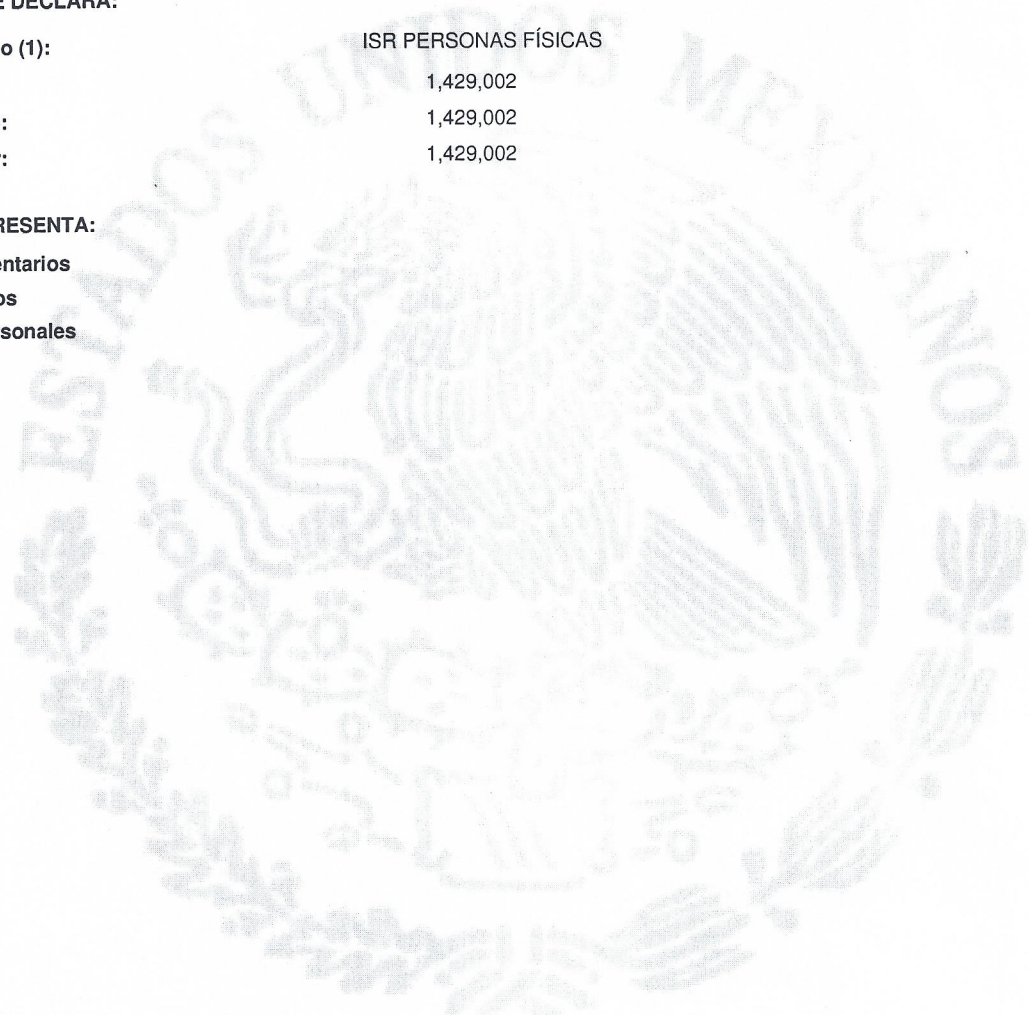 E DECLARA:
o (1): ISR PERSONAS FÍSICAS
1,429,002
: 1,429,002
: 1,429,002
RESENTA:
entarios
os
sonales
ESTADOS UNIDOS MEXICANOS